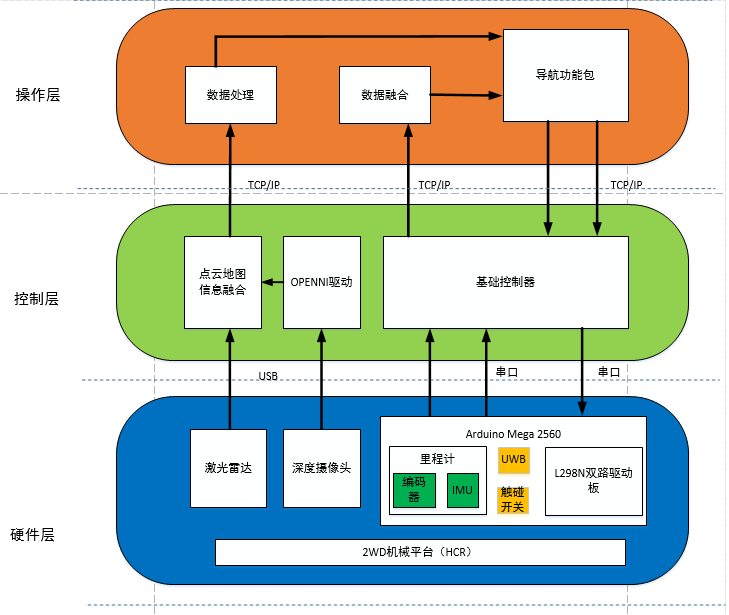 操作层
数据处理
数据融合
导航功能包
TCP/IP
TCP/IP
TCP/IP
控制层
点云地图
信息融合
OPENNI驱动
基础控制器
USB
串口
串口
硬件层
激光雷达
深度摄像头
Arduino Mega 2560
里程计
编码
器
IMU
UWB
触碰
开关
L298N双路驱动
板
2WD机械平台（HCR）